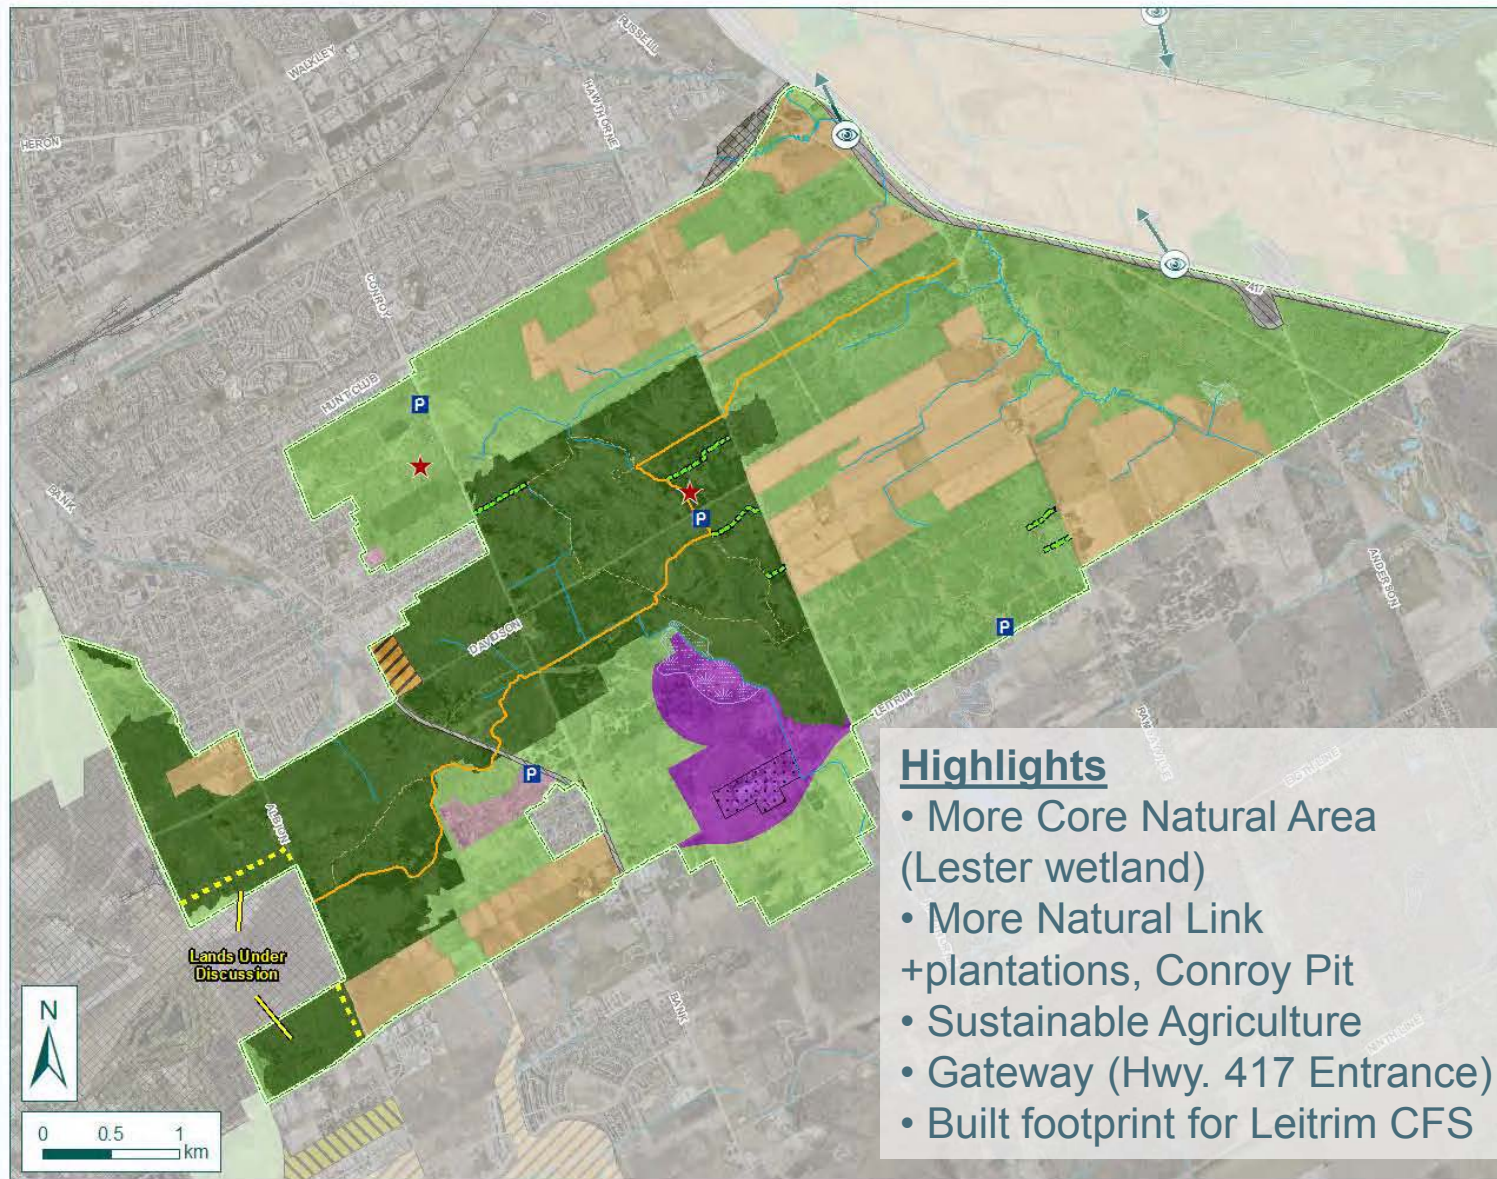 RUSSELL
WALKLEY
HAWTHORNE
HERON
CONROY
417
HUNT CLUB
P
BANK
P
ANDERSON
DAVIDSON
P
LEITRIM
P
ALBION
Lands Under
Discussion
BANK
N
0 0.5 1
km
Highlights
• More Core Natural Area
(Lester wetland)
• More Natural Link
+plantations, Conroy Pit
• Sustainable Agriculture
• Gateway (Hwy. 417 Entrance)
• Built footprint for Leitrim CFS